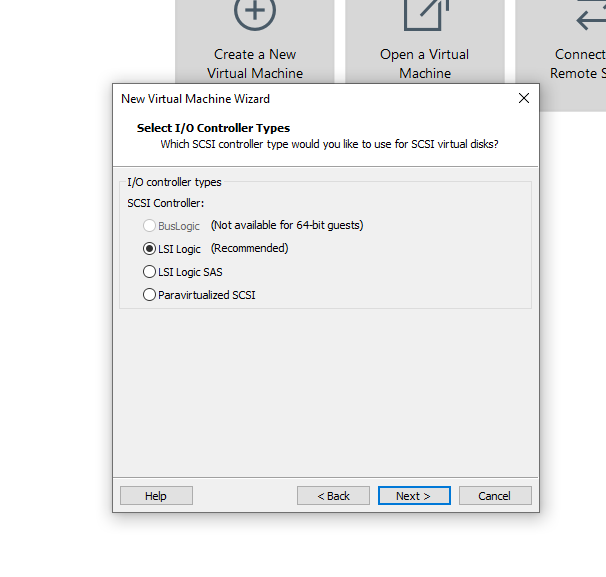 Create a New
Virtual Machine
Open a Virtual
Machine
Connect
Remote S
New Virtual Machine Wizard
Select I/O Controller Types
Which SCSI controller type would you like to use for SCSI virtual disks?
I/O controller types
SCSI Controller:
BusLogic (Not available for 64-bit guests)
LSI Logic (Recommended)
LSI Logic SAS
Paravirtualized SCSI
Help
< Back
Next >
Cancel